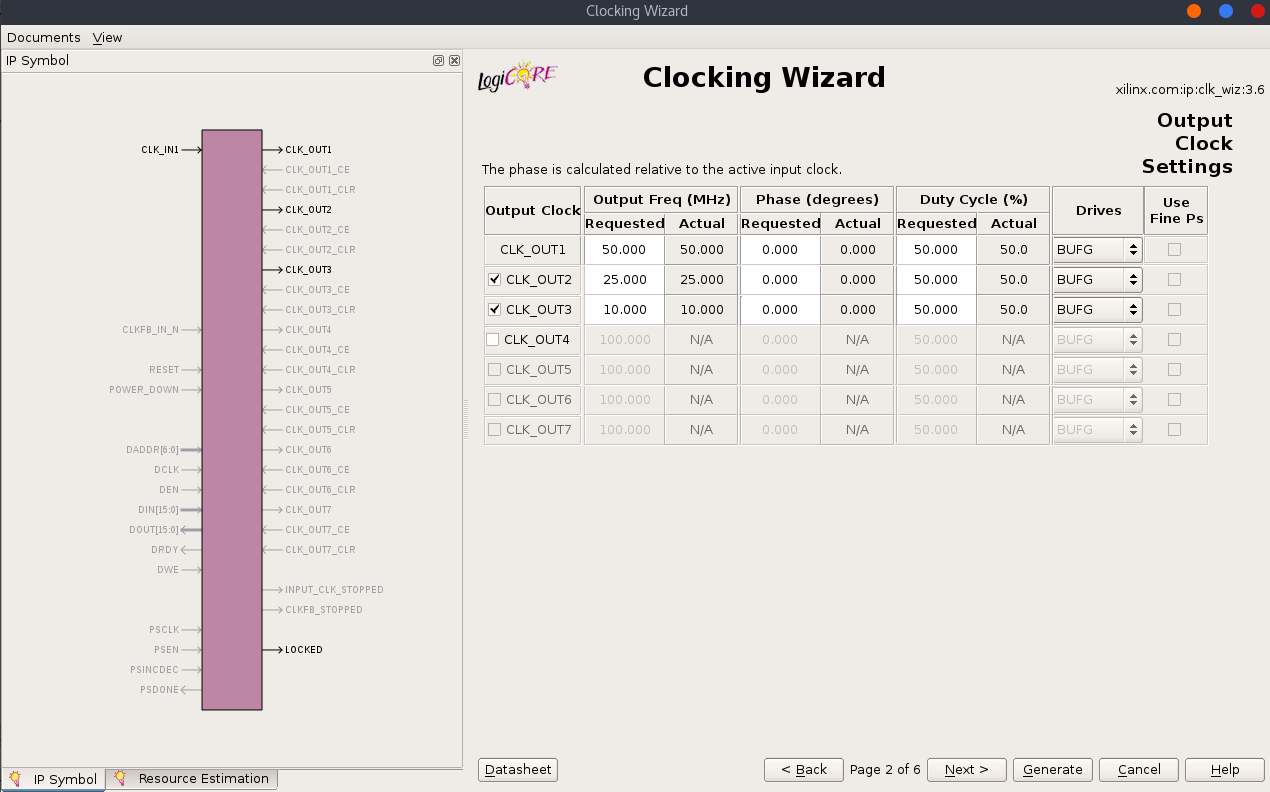 Clocking Wizard
Documents View
IP Symbol
CLK_IN1
CLKFB_IN_N
RESET
POWER_DOWN
DADDR[6:0]
DCLK
DEN
DIN[15:0]
DOUT[15:0]
DRDY
DWE
PSCLK
PSEN
PSINCDEC
PSDONE
CLK_OUT1
CLK_OUT1_CE
CLK_OUT1_CLR
CLK_OUT2
CLK_OUT2_CE
CLK_OUT2_CLR
CLK_OUT3
CLK_OUT3_CE
CLK_OUT3_CLR
CLK_OUT4
CLK_OUT4_CE
CLK_OUT4_CLR
CLK_OUT5
CLK_OUT5_CE
CLK_OUT5_CLR
CLK_OUT6
CLK_OUT6_CE
CLK_OUT6_CLR
CLK_OUT7
CLK_OUT7_CE
CLK_OUT7_CLR
INPUT_CLK_STOPPED
CLKFB_STOPPED
LOCKED
IP Symbol Resource Estimation
LogiCORE
Clocking Wizard
xilinx.com:ip:clk_wiz:3.6
Output
Clock
Settings
The phase is calculated relative to the active input clock.
Output Clock Output Freq (MHz) Phase (degrees) Duty Cycle (%) Drives Use Fine Ps
Requested Actual Requested Actual Requested Actual
CLK_OUT1 50.000 50.000 0.000 0.000 50.000 50.0 BUFG
CLK_OUT2 25.000 25.000 0.000 0.000 50.000 50.0 BUFG
CLK_OUT3 10.000 10.000 0.000 0.000 50.000 50.0 BUFG
CLK_OUT4 100.000 N/A 0.000 N/A 50.000 N/A BUFG
CLK_OUT5 100.000 N/A 0.000 N/A 50.000 N/A BUFG
CLK_OUT6 100.000 N/A 0.000 N/A 50.000 N/A BUFG
CLK_OUT7 100.000 N/A 0.000 N/A 50.000 N/A BUFG
Datasheet < Back Page 2 of 6 Next > Generate Cancel Help